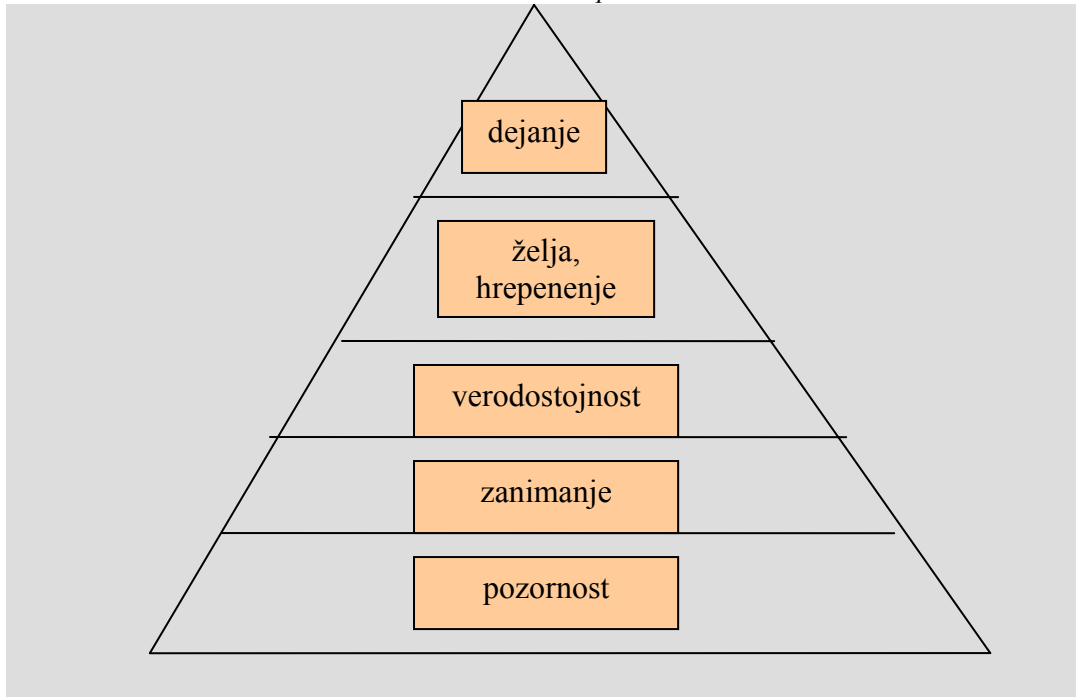 dejanje
želja,
hrepenenje
verodostojnost
zanimanje
pozornost